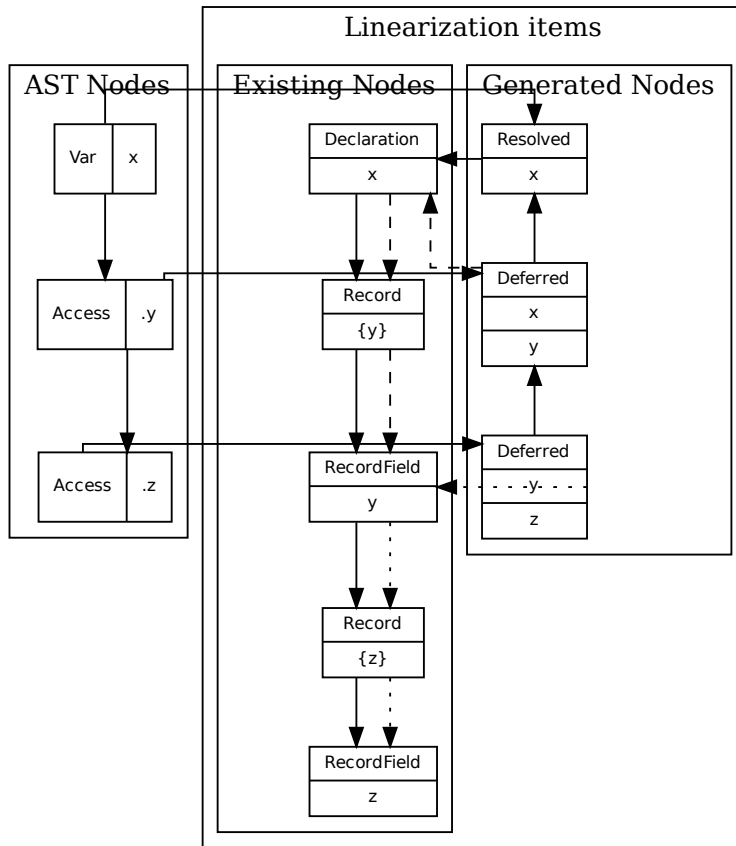 Linearization items
AST Nodes
Existing Nodes
Generated Nodes
Var
x
Declaration
x
Resolved
x
Access
.y
Record
{y}
Deferred
x
y
Access
.z
RecordField
y
Deferred
y
z
Record
{z}
RecordField
z